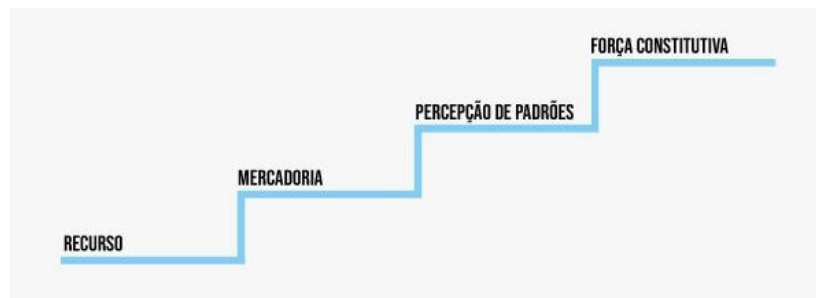 FORÇA CONSTITUTIVA
PERCEPÇÃO DE PADRÕES
MERCADORIA
RECURSO